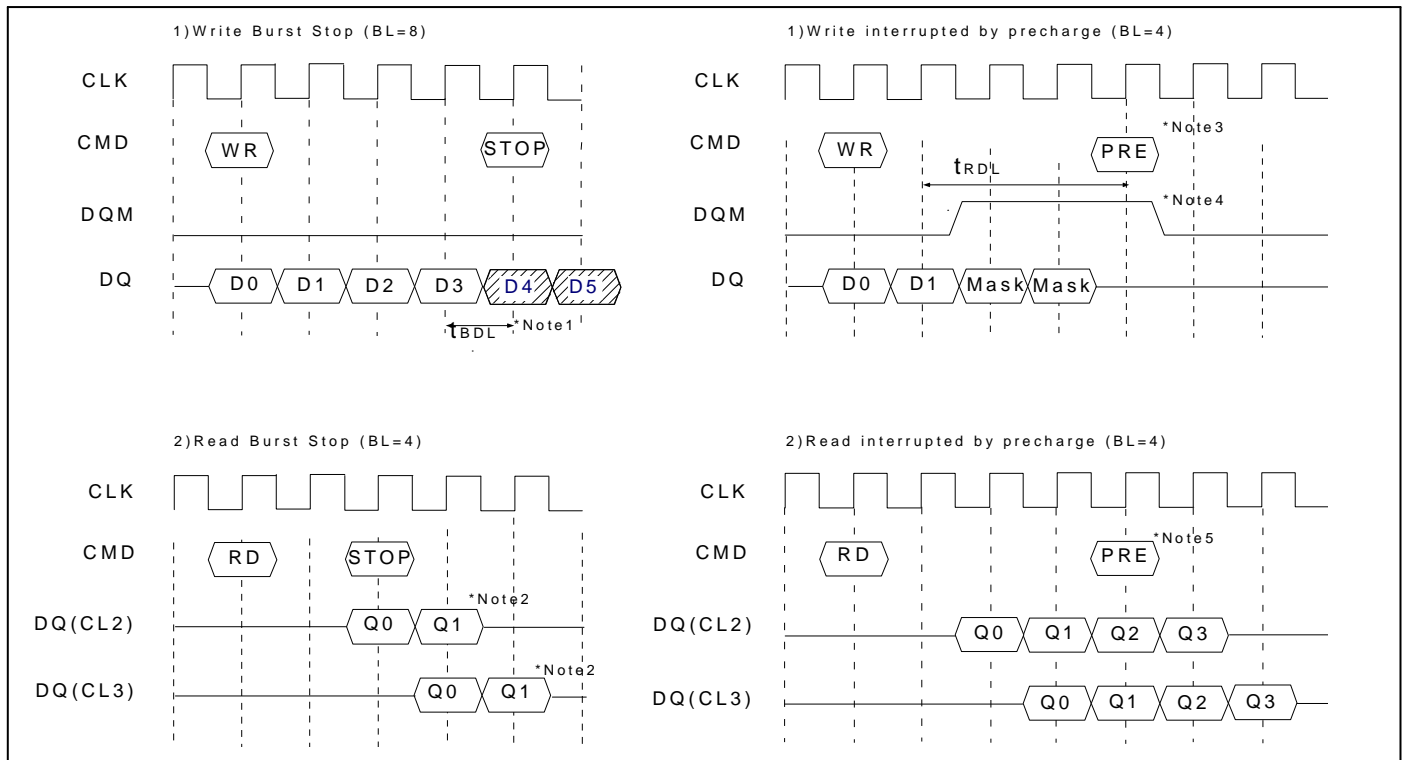 1)Write Burst Stop (BL=8)
CLK
CMD
WR
STOP
DQM
DQ
D0
D1
D2
D3
D4
D5
tBDL
*Note1
1)Write interrupted by precharge (BL=4)
CLK
CMD
WR
PRE
*Note3
tRDL
DQM
*Note4
DQ
D0
D1
Mask
Mask
2)Read Burst Stop (BL=4)
CLK
CMD
RD
STOP
DQ(CL2)
Q0
Q1
*Note2
DQ(CL3)
Q0
Q1
*Note2
2)Read interrupted by precharge (BL=4)
CLK
CMD
RD
PRE
*Note5
DQ(CL2)
Q0
Q1
Q2
Q3
DQ(CL3)
Q0
Q1
Q2
Q3